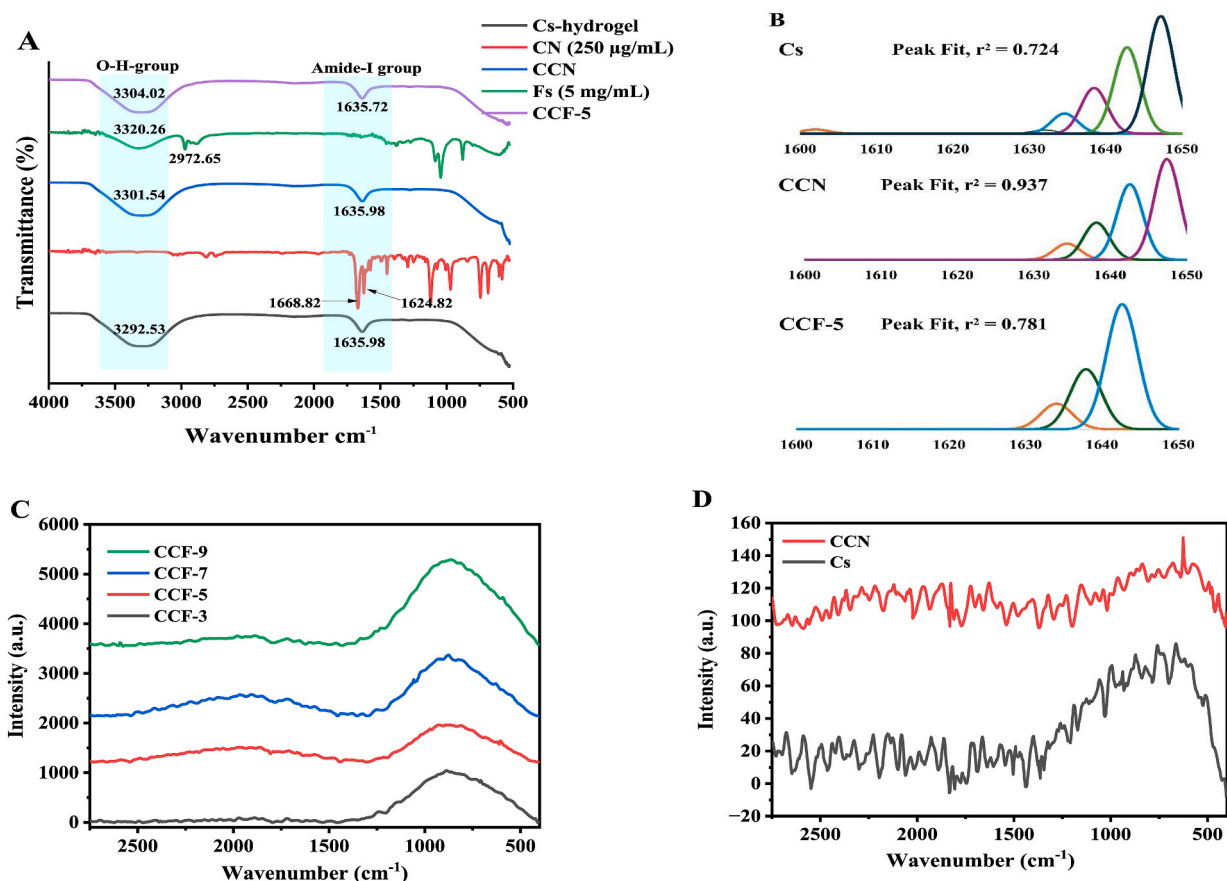 A
Cs-hydrogel
CN (250 µg/mL)
CCN
Fs (5 mg/mL)
CCF-5
O-H-group
Amide-I group
3304.02
1635.72
3320.26
2972.65
3301.54
1635.98
1668.82
1624.82
3292.53
1635.98
Transmittance (%)
4000 3500 3000 2500 2000 1500 1000 500
Wavenumber cm⁻¹
B
Cs Peak Fit, r² = 0.724
1600 1610 1620 1630 1640 1650
CCN Peak Fit, r² = 0.937
1600 1610 1620 1630 1640 1650
CCF-5 Peak Fit, r² = 0.781
1600 1610 1620 1630 1640 1650
C
CCF-9
CCF-7
CCF-5
CCF-3
Intensity (a.u.)
6000
5000
4000
3000
2000
1000
0
2500 2000 1500 1000 500
Wavenumber (cm⁻¹)
D
CCN
Cs
Intensity (a.u.)
160
140
120
100
80
60
40
20
0
−20
2500 2000 1500 1000 500
Wavenumber (cm⁻¹)